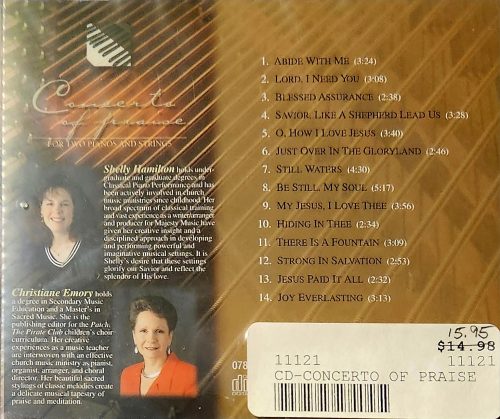 Concerto
of praise
FOR TWO PIANOS AND STRINGS
Shelly Hamilton holds under-
graduate and graduate degrees in
Classical Piano Performance and has
been actively involved in church
music ministries since childhood. Her
broad spectrum of classical training
and vast experience as a writer/arranger
and producer for Majesty Music have
given her creative insight and a
disciplined approach in developing
and performing powerful and
imaginative musical settings. It is
Shelly's desire that these settings
glorify our Savior and reflect the
splendor of His love.
Christiane Emory holds
a degree in Secondary Music
Education and a Master's in
Sacred Music. She is the
publishing editor for the Patch
The Pirate Club children's choir
curriculum. Her creative
experiences as a music teacher
are interwoven with an effective
church music ministry as pianist,
organist, arranger, and choral
director. Her beautiful sacred
stylings of classic melodies create
a delicate musical tapestry of
praise and meditation.
1. ABIDE WITH ME (3:24)
2. LORD, I NEED YOU (3:08)
3. BLESSED ASSURANCE (2:38)
4. SAVIOR, LIKE A SHEPHERD LEAD US (3:28)
5. O, HOW I LOVE JESUS (3:40)
6. JUST OVER IN THE GLORYLAND (2:46)
7. STILL WATERS (4:30)
8. BE STILL, MY SOUL (5:17)
9. MY JESUS, I LOVE THEE (3:56)
10. HIDING IN THEE (2:34)
11. THERE IS A FOUNTAIN (3:09)
12. STRONG IN SALVATION (2:53)
13. JESUS PAID IT ALL (2:32)
14. JOY EVERLASTING (3:13)
078
15.95
$14.98
11121 11121
CD-CONCERTO OF PRAISE